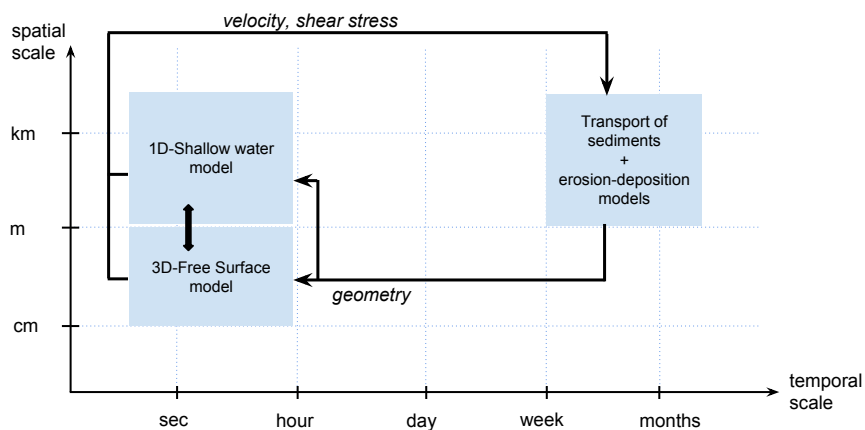 velocity, shear stress
spatial
scale
km
1D-Shallow water
model
Transport of
sediments
+
erosion-deposition
models
m
3D-Free Surface
model
geometry
cm
temporal
scale
sec
hour
day
week
months